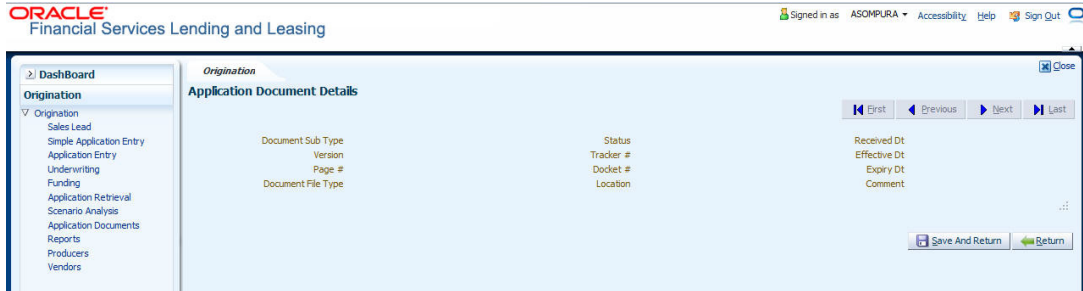 ORACLE
Financial Services Lending and Leasing
Signed in as ASOMPURA Accessibility Help Sign Out
Close
DashBoard
Origination
Origination
Sales Lead
Simple Application Entry
Application Entry
Underwriting
Funding
Application Retrieval
Scenario Analysis
Application Documents
Reports
Producers
Vendors
Origination
Application Document Details
First Previous Next Last
Document Sub Type Status Received Dt
Version Tracker # Effective Dt
Page # Docket # Expiry Dt
Document File Type Location Comment
Save And Return Return